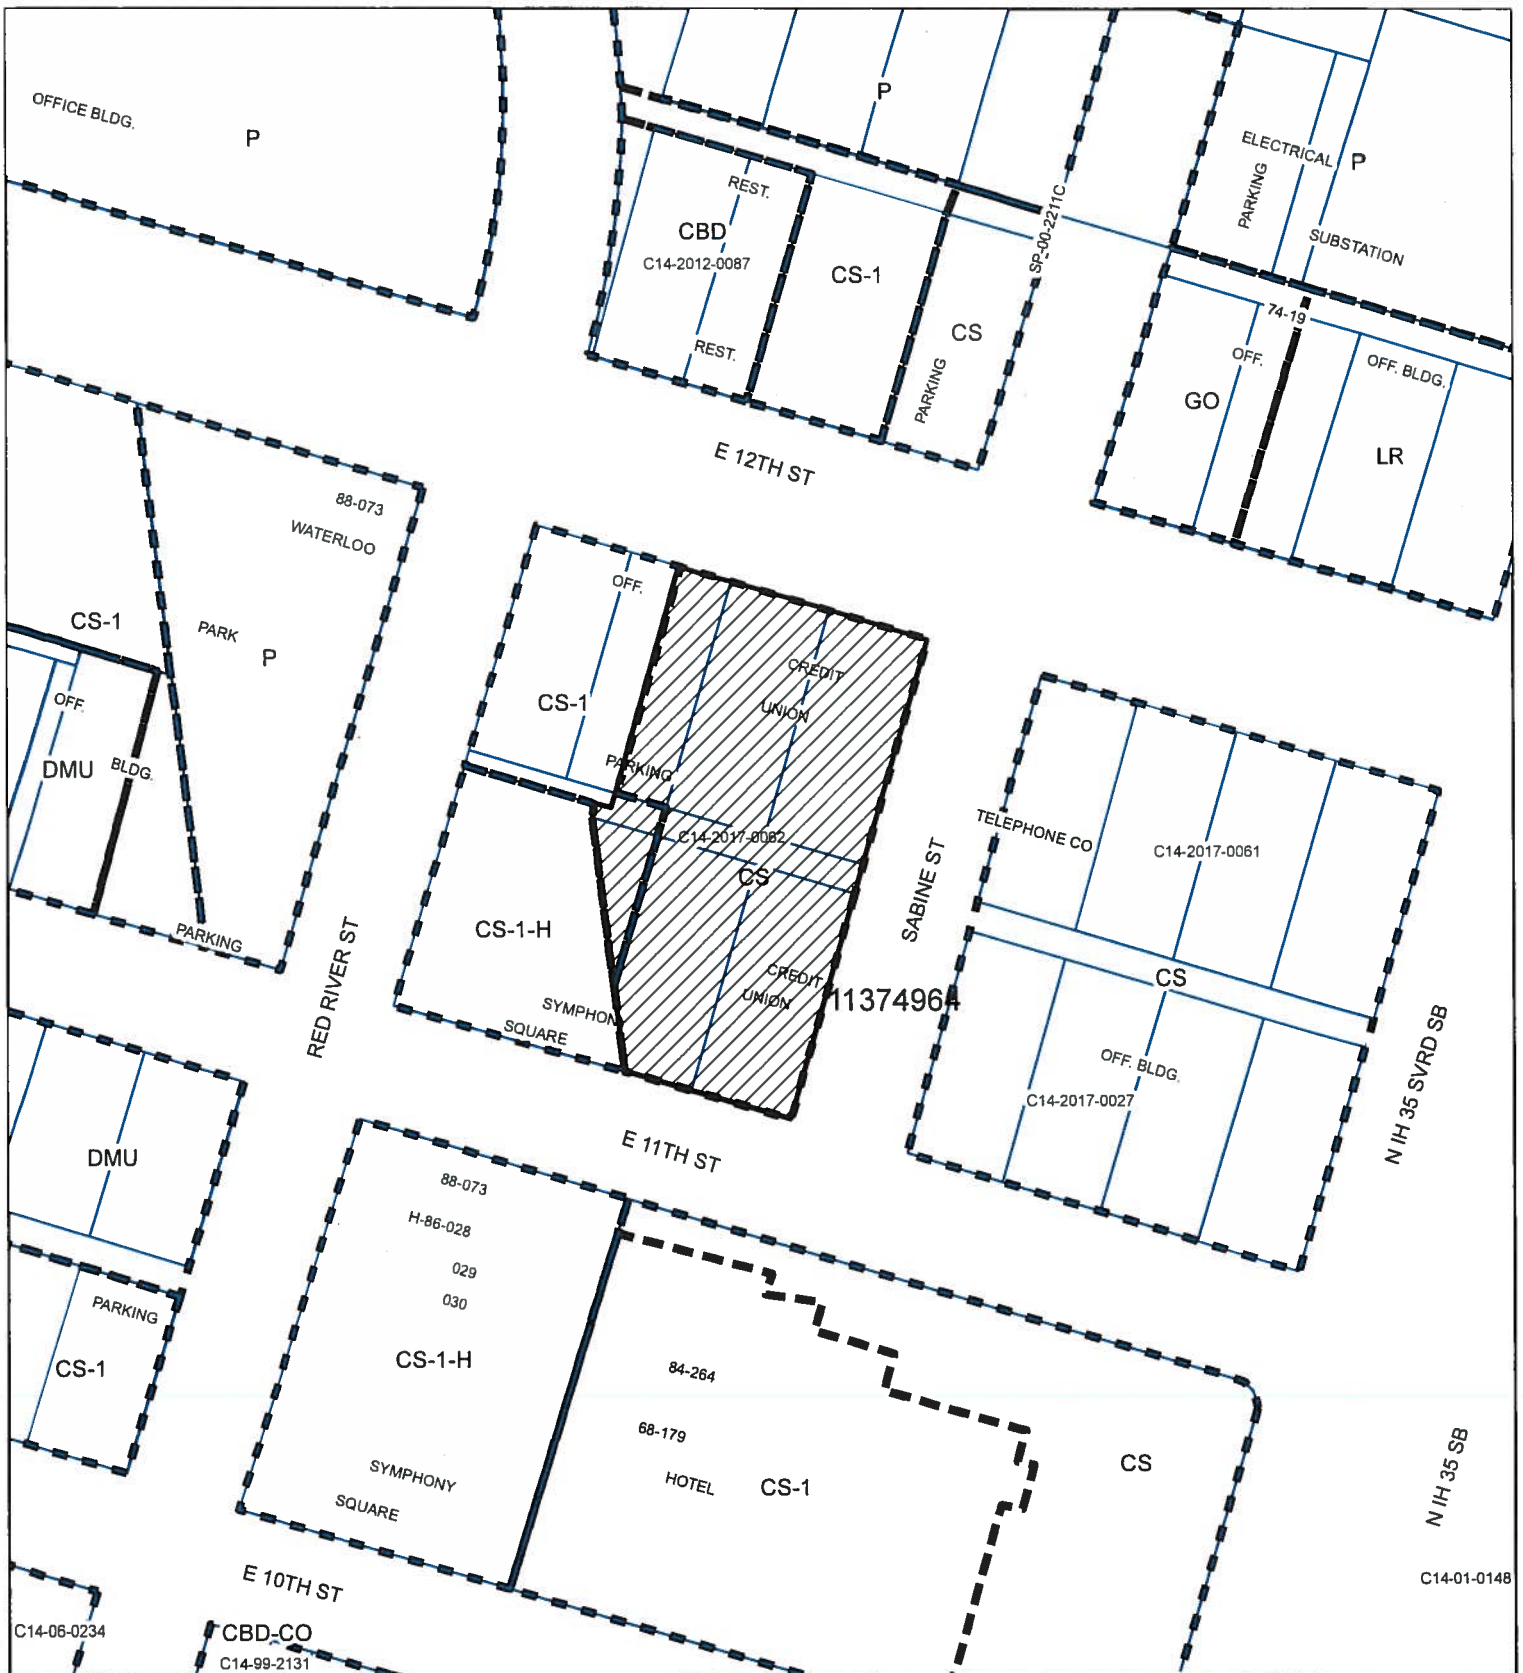 OFFICE BLDG.
P
P
ELECTRICAL
P
PARKING
SUBSTATION
REST.
CBD
C14-2012-0087
REST.
CS-1
SP-00-2211C
CS
PARKING
74-19
OFF.
OFF. BLDG.
GO
LR
E 12TH ST
88-073
WATERLOO
PARK
P
CS-1
OFF.
DMU
BLDG.
PARKING
OFF.
CS-1
CREDIT
UNION
PARKING
C14-2017-0062
CS
CREDIT
UNION
11374964
CS-1-H
SYMPHON
SQUARE
RED RIVER ST
SABINE ST
TELEPHONE CO
C14-2017-0061
CS
OFF. BLDG.
C14-2017-0027
N IH 35 SVRD SB
E 11TH ST
DMU
PARKING
CS-1
88-073
H-86-028
029
030
CS-1-H
SYMPHONY
SQUARE
84-264
68-179
HOTEL
CS-1
CS
N IH 35 SB
C14-01-0148
E 10TH ST
C14-06-0234
CBD-CO
C14-99-2131